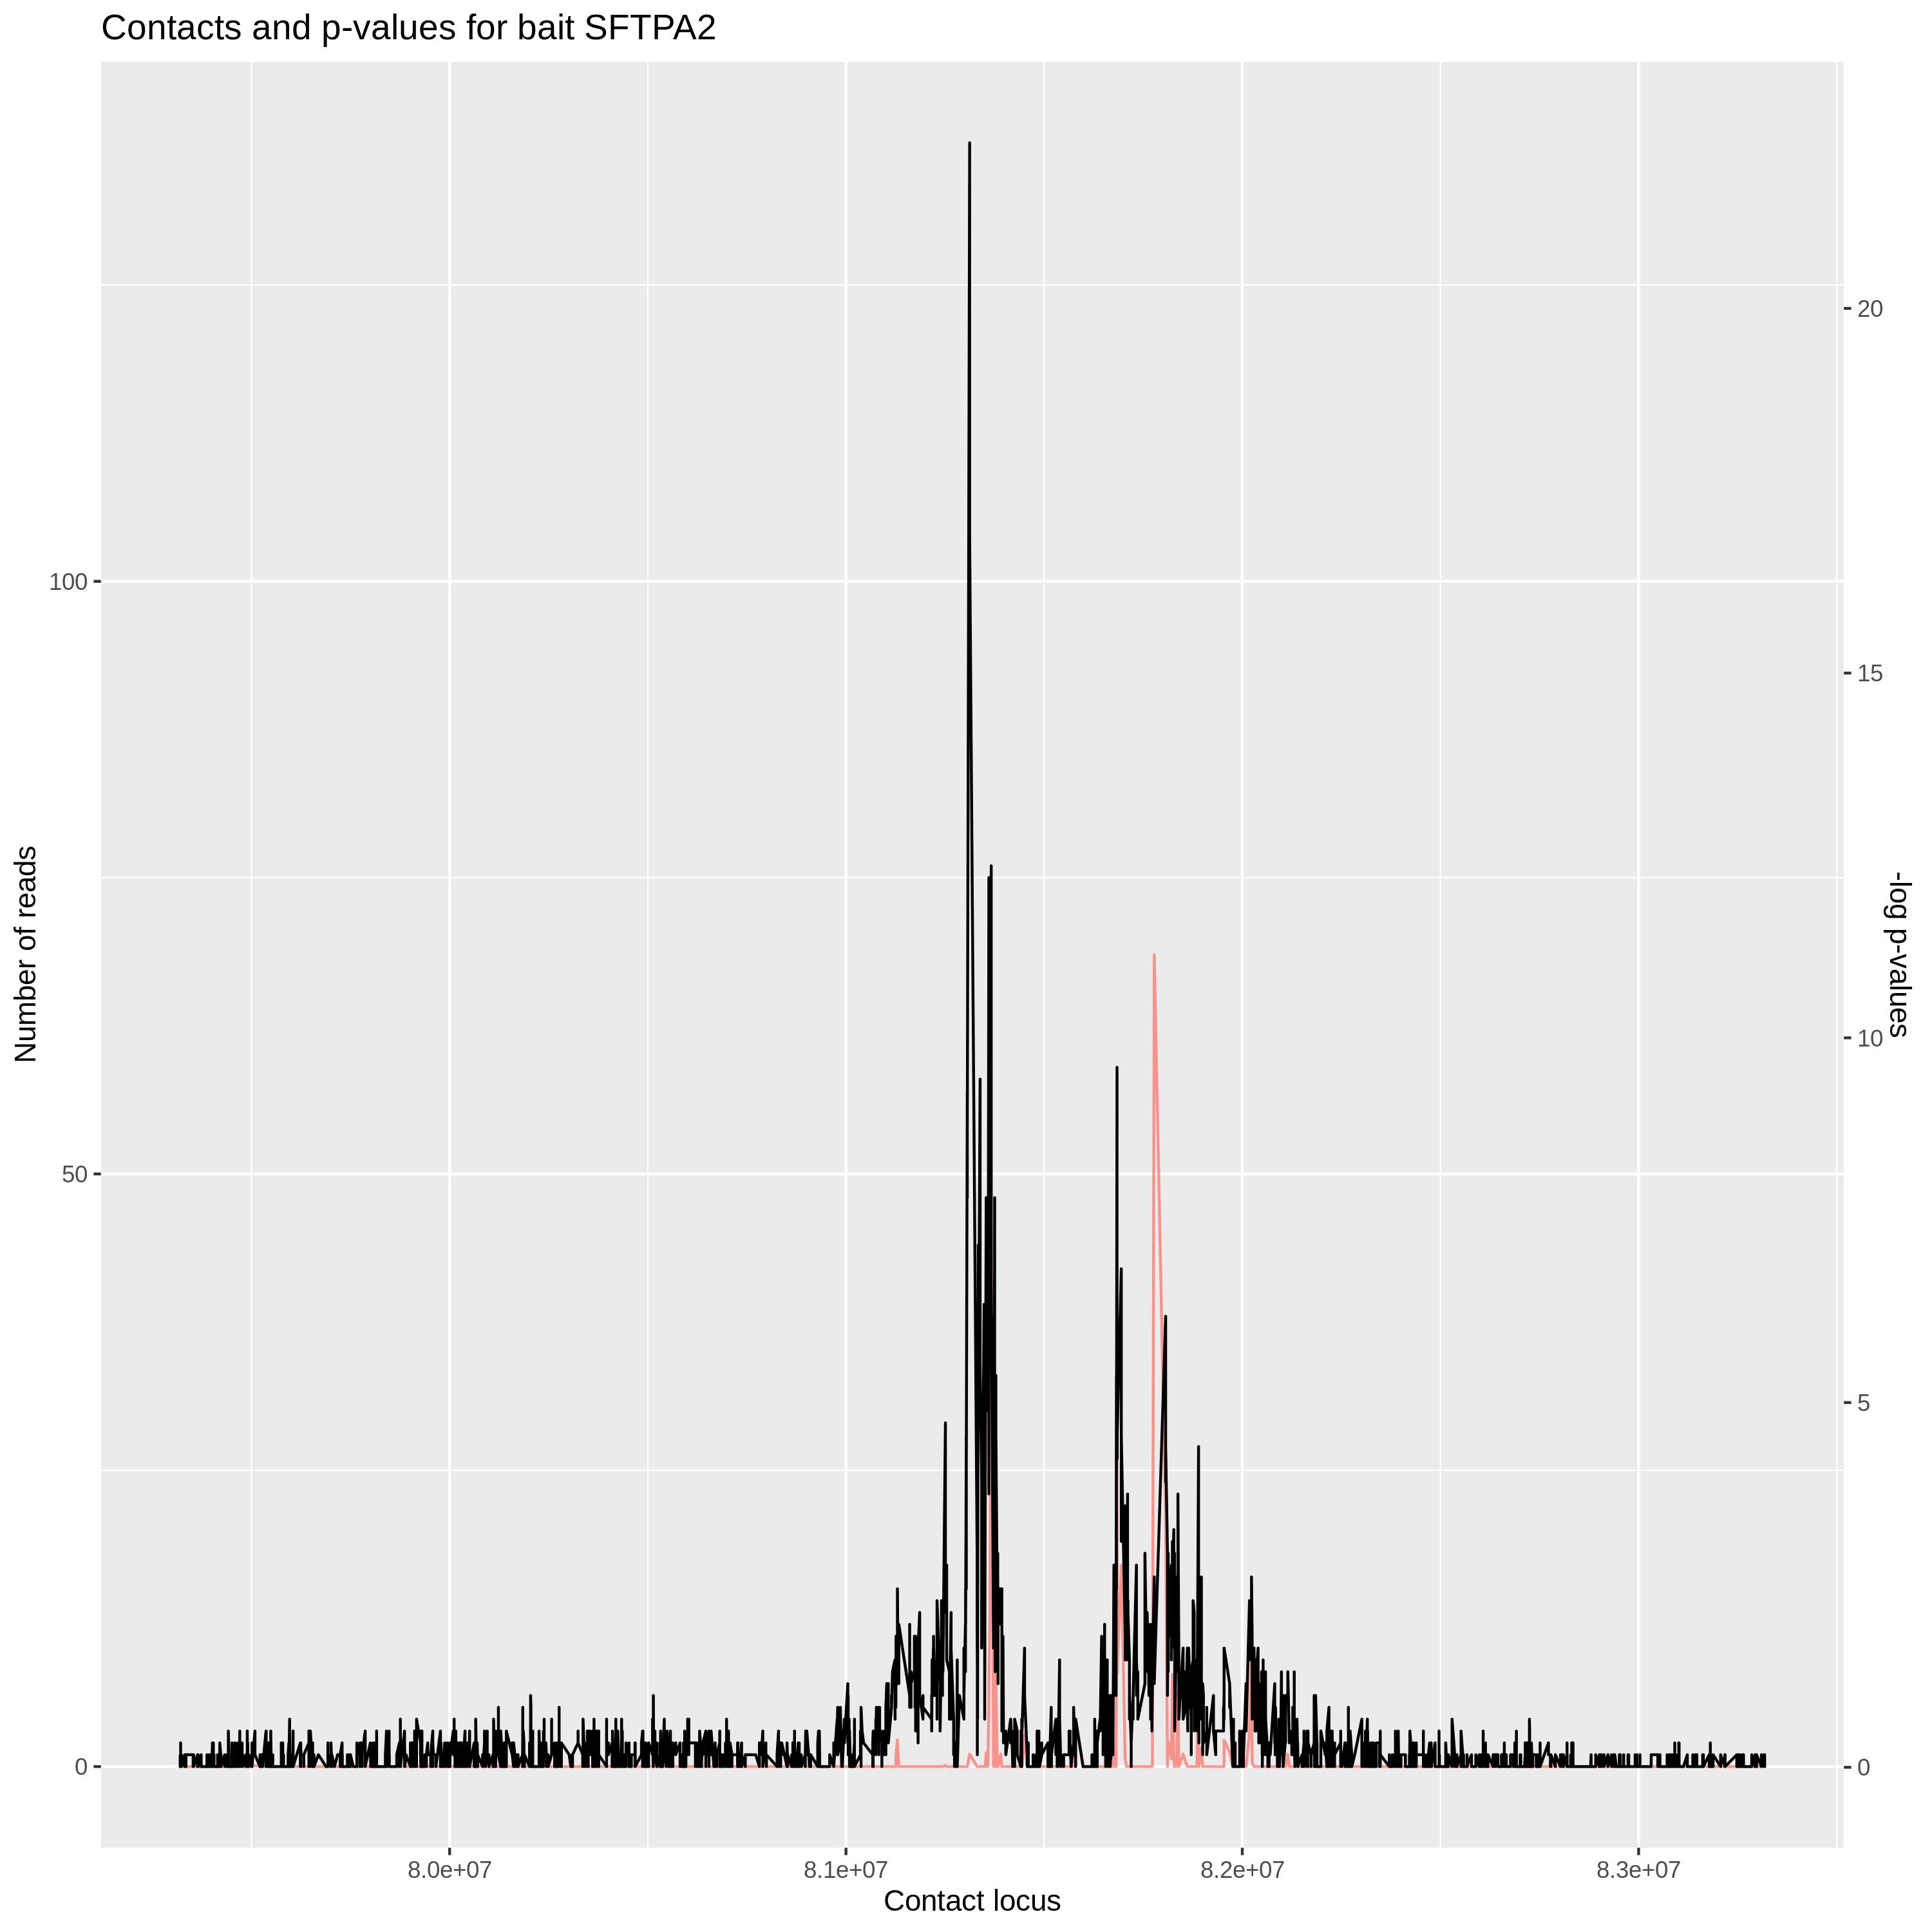 Contacts and p-values for bait SFTPA2
Number of reads
100
50
0
20
15
10
5
0
-log p-values
8.0e+07
8.1e+07
8.2e+07
8.3e+07
Contact locus